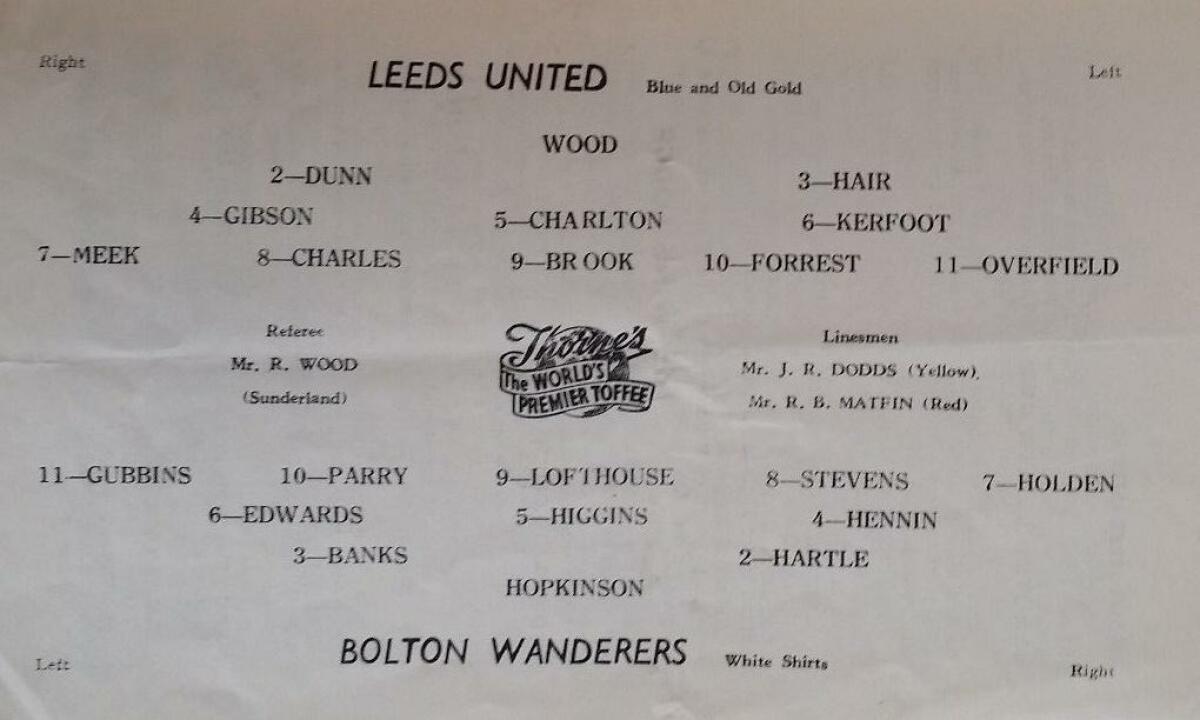 Right Left
LEEDS UNITED Blue and Old Gold
WOOD
2—DUNN 3—HAIR
4—GIBSON 5—CHARLTON 6—KERFOOT
7—MEEK 8—CHARLES 9—BROOK 10—FORREST 11—OVERFIELD
Referee Linesmen
Mr. R. WOOD Mr. J. R. DODDS (Yellow).
(Sunderland) Mr. R. B. MATFIN (Red)
Thorne's
The WORLD'S
PREMIER TOFFEE
11—GUBBINS 10—PARRY 9—LOFTHOUSE 8—STEVENS 7—HOLDEN
6—EDWARDS 5—HIGGINS 4—HENNIN
3—BANKS 2—HARTLE
HOPKINSON
BOLTON WANDERERS White Shirts
Left Right